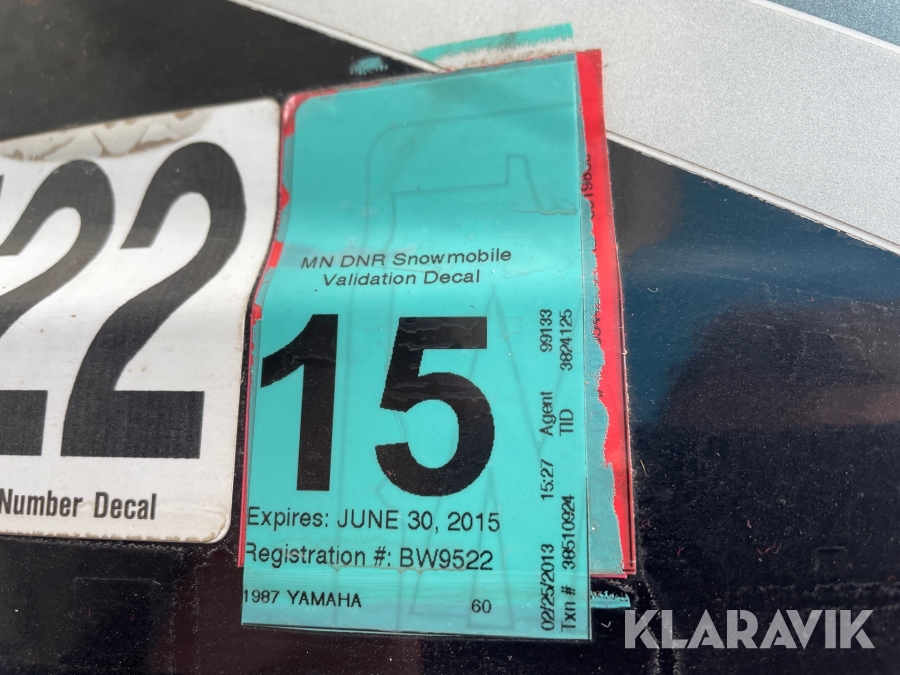 22
Number Decal
MN DNR Snowmobile
Validation Decal
15
Expires: JUNE 30, 2015
Registration #: BW9522
1987 YAMAHA 60
02/25/2013 15:27 Agent 99133
Txn # 38510924 TID 3824125
KLARAVIK